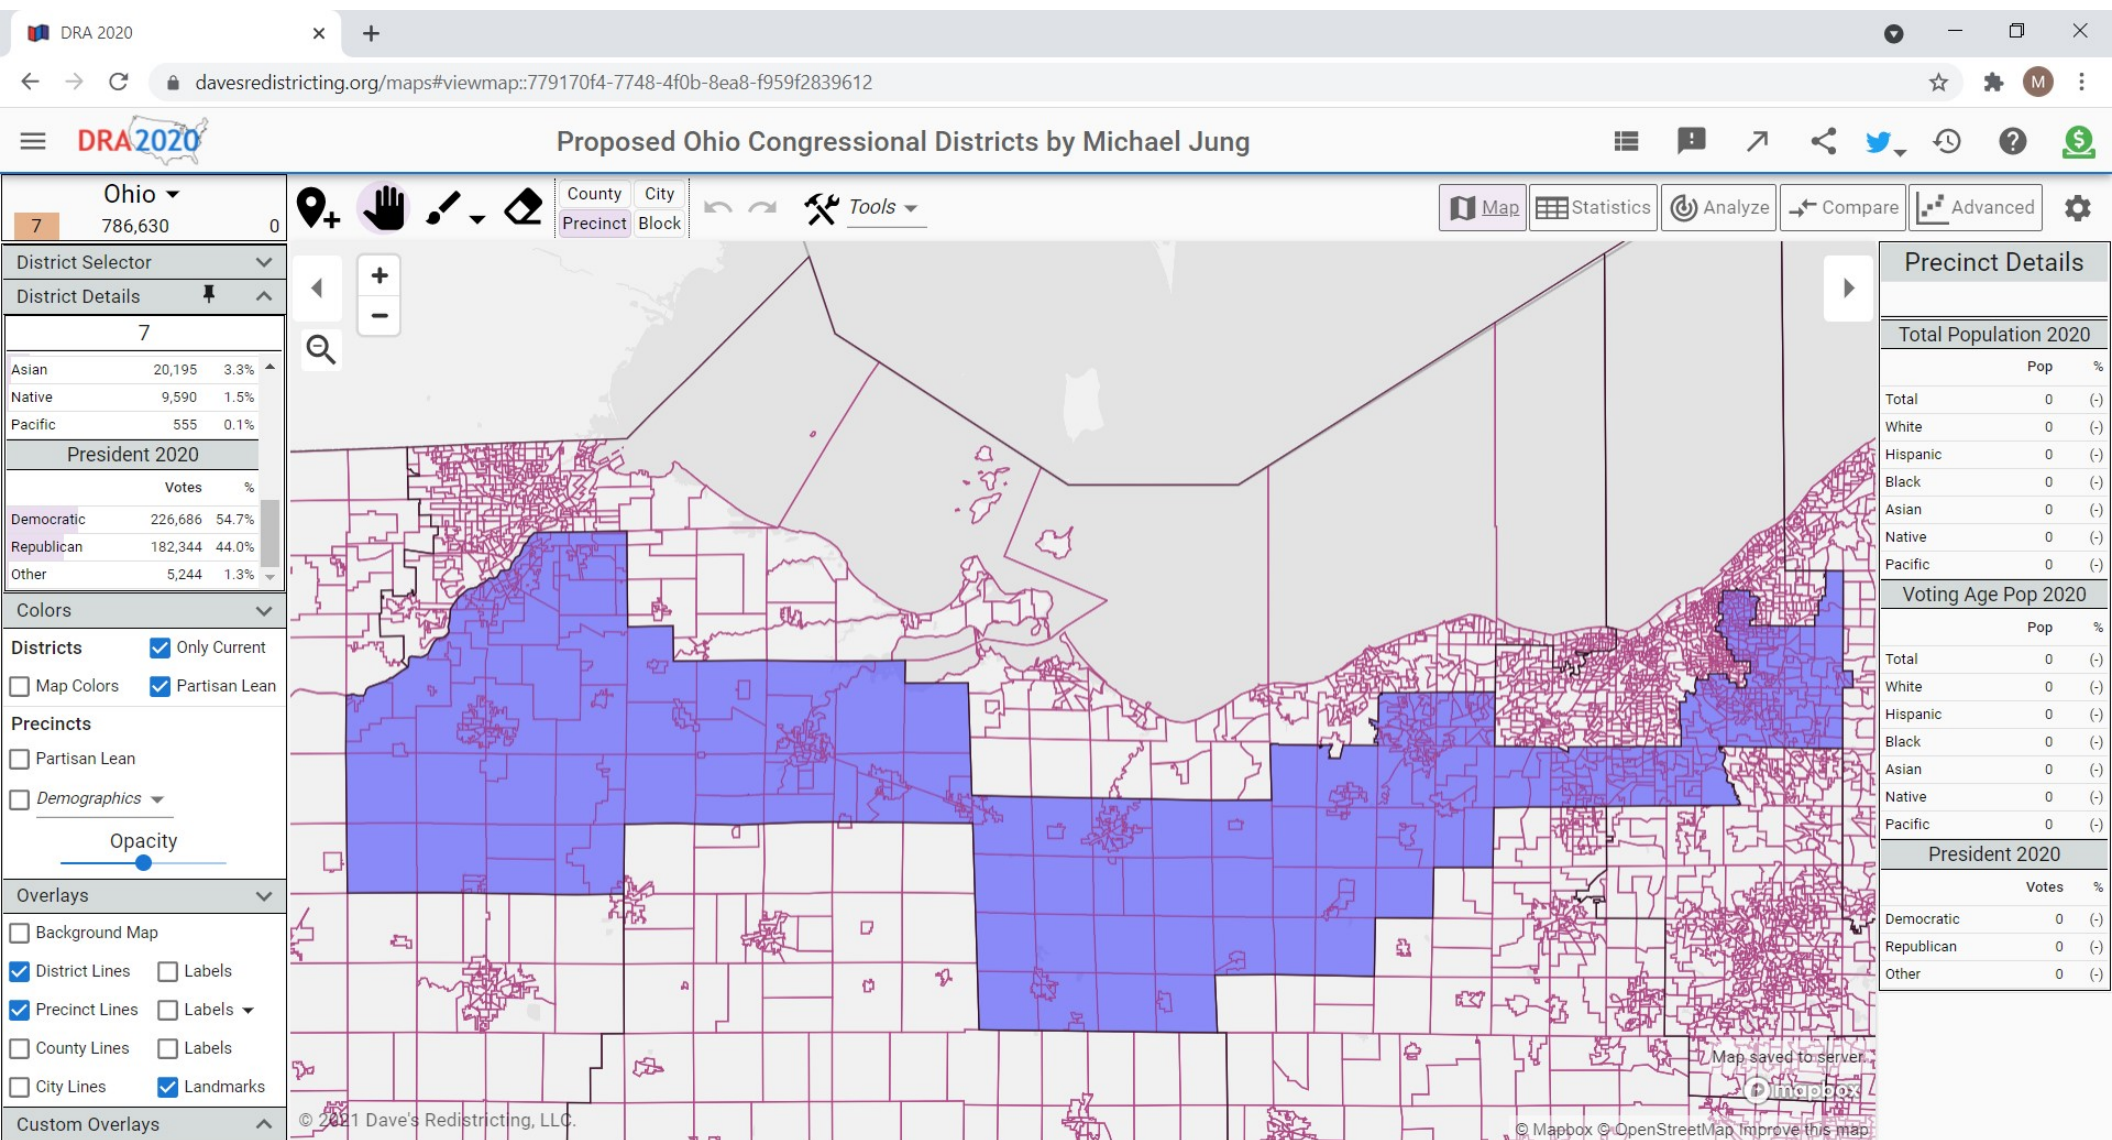 DRA 2020
davesredistricting.org/maps#viewmap::779170f4-7748-4f0b-8ea8-f959f2839612
M
DRA2020
Proposed Ohio Congressional Districts by Michael Jung
Ohio
7 786,630 0
County City
Precinct Block
Tools
Map Statistics Analyze Compare Advanced
District Selector
District Details
7
Asian 20,195 3.3%
Native 9,590 1.5%
Pacific 555 0.1%
President 2020
Votes %
Democratic 226,686 54.7%
Republican 182,344 44.0%
Other 5,244 1.3%
Colors
Districts Only Current
Map Colors Partisan Lean
Precincts
Partisan Lean
Demographics
Opacity
Overlays
Background Map
District Lines Labels
Precinct Lines Labels
County Lines Labels
City Lines Landmarks
Custom Overlays
Precinct Details
Total Population 2020
Pop %
Total 0 (-)
White 0 (-)
Hispanic 0 (-)
Black 0 (-)
Asian 0 (-)
Native 0 (-)
Pacific 0 (-)
Voting Age Pop 2020
Pop %
Total 0 (-)
White 0 (-)
Hispanic 0 (-)
Black 0 (-)
Asian 0 (-)
Native 0 (-)
Pacific 0 (-)
President 2020
Votes %
Democratic 0 (-)
Republican 0 (-)
Other 0 (-)
Map saved to server.
mapbox
© 2021 Dave's Redistricting, LLC.
© Mapbox © OpenStreetMap Improve this map